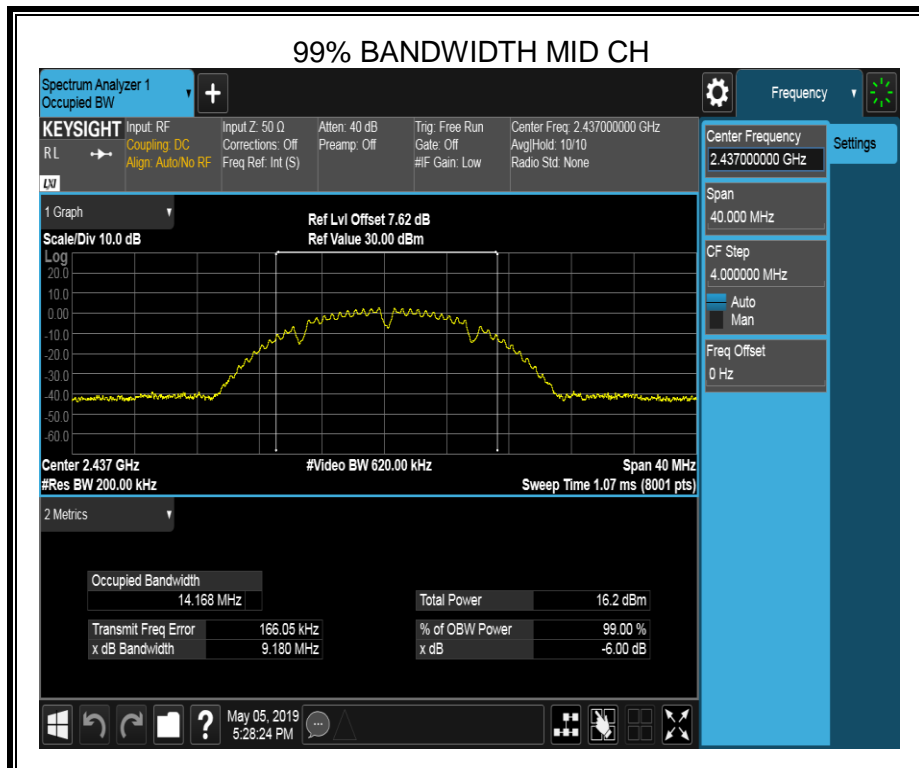 99% BANDWIDTH MID CH
Spectrum Analyzer 1
Occupied BW
Frequency
KEYSIGHT
RL
LXI
Input: RF
Coupling: DC
Align: Auto/No RF
Input Z: 50 Ω
Corrections: Off
Freq Ref: Int (S)
Atten: 40 dB
Preamp: Off
Trig: Free Run
Gate: Off
#IF Gain: Low
Center Freq: 2.437000000 GHz
Avg|Hold: 10/10
Radio Std: None
Center Frequency
2.437000000 GHz
Settings
Span
40.000 MHz
CF Step
4.000000 MHz
Auto
Man
Freq Offset
0 Hz
1 Graph
Scale/Div 10.0 dB
Ref Lvl Offset 7.62 dB
Ref Value 30.00 dBm
Log
20.0
10.0
0.00
-10.0
-20.0
-30.0
-40.0
-50.0
-60.0
Center 2.437 GHz
#Video BW 620.00 kHz
Span 40 MHz
#Res BW 200.00 kHz
Sweep Time 1.07 ms (8001 pts)
2 Metrics
Occupied Bandwidth
14.168 MHz
Total Power 16.2 dBm
Transmit Freq Error 166.05 kHz
% of OBW Power 99.00 %
x dB Bandwidth 9.180 MHz
x dB -6.00 dB
May 05, 2019
5:28:24 PM